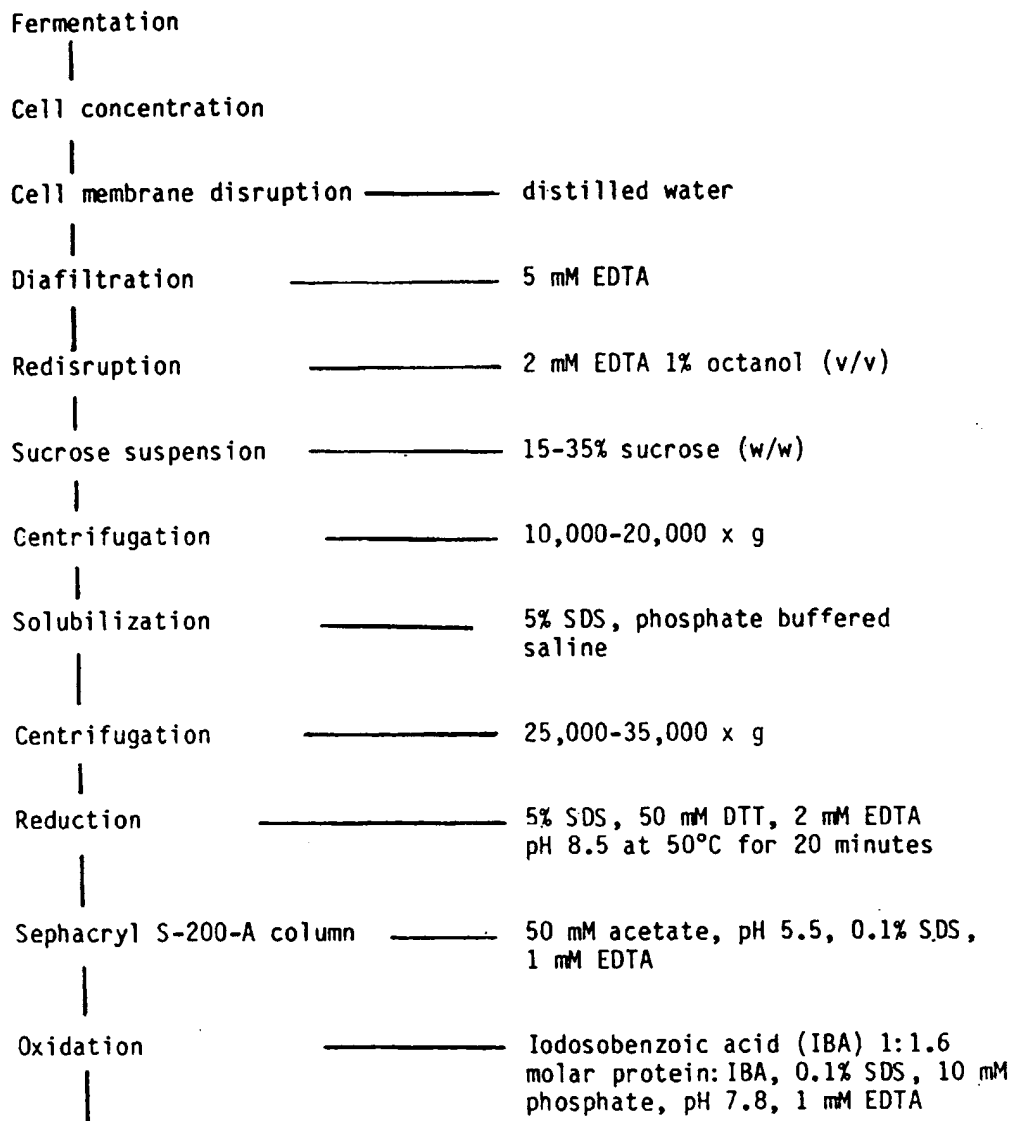 Fermentation
Cell concentration
Cell membrane disruption distilled water
Diafiltration 5 mM EDTA
Redisruption 2 mM EDTA 1% octanol (v/v)
Sucrose suspension 15-35% sucrose (w/w)
Centrifugation 10,000-20,000 x g
Solubilization 5% SDS, phosphate buffered
saline
Centrifugation 25,000-35,000 x g
Reduction 5% SDS, 50 mM DTT, 2 mM EDTA
pH 8.5 at 50°C for 20 minutes
Sephacryl S-200-A column 50 mM acetate, pH 5.5, 0.1% SDS,
1 mM EDTA
Oxidation Iodosobenzoic acid (IBA) 1:1.6
molar protein:IBA, 0.1% SDS, 10 mM
phosphate, pH 7.8, 1 mM EDTA